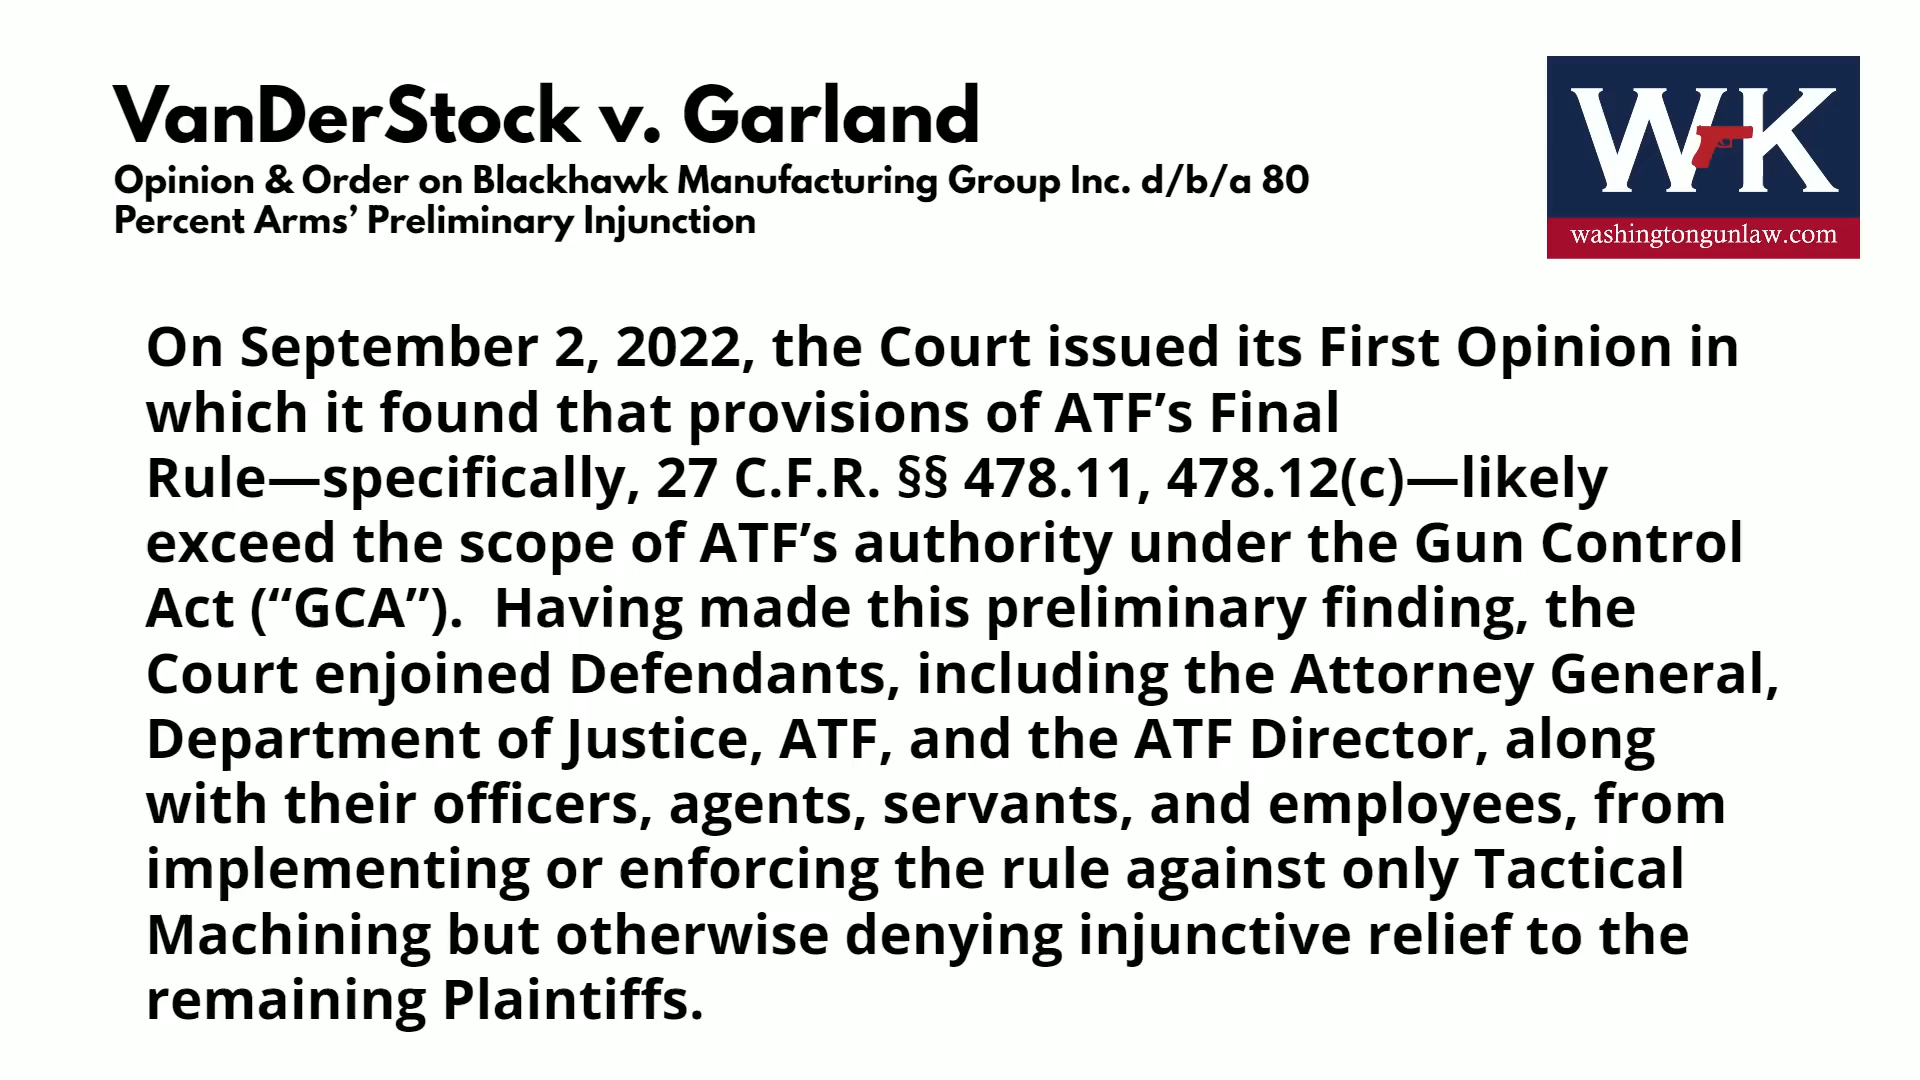 VanDerStock v. Garland
Opinion & Order on Blackhawk Manufacturing Group Inc. d/b/a 80
Percent Arms’ Preliminary Injunction
WK
washingtongunlaw.com
On September 2, 2022, the Court issued its First Opinion in
which it found that provisions of ATF’s Final
Rule—specifically, 27 C.F.R. §§ 478.11, 478.12(c)—likely
exceed the scope of ATF’s authority under the Gun Control
Act (“GCA”).  Having made this preliminary finding, the
Court enjoined Defendants, including the Attorney General,
Department of Justice, ATF, and the ATF Director, along
with their officers, agents, servants, and employees, from
implementing or enforcing the rule against only Tactical
Machining but otherwise denying injunctive relief to the
remaining Plaintiffs.